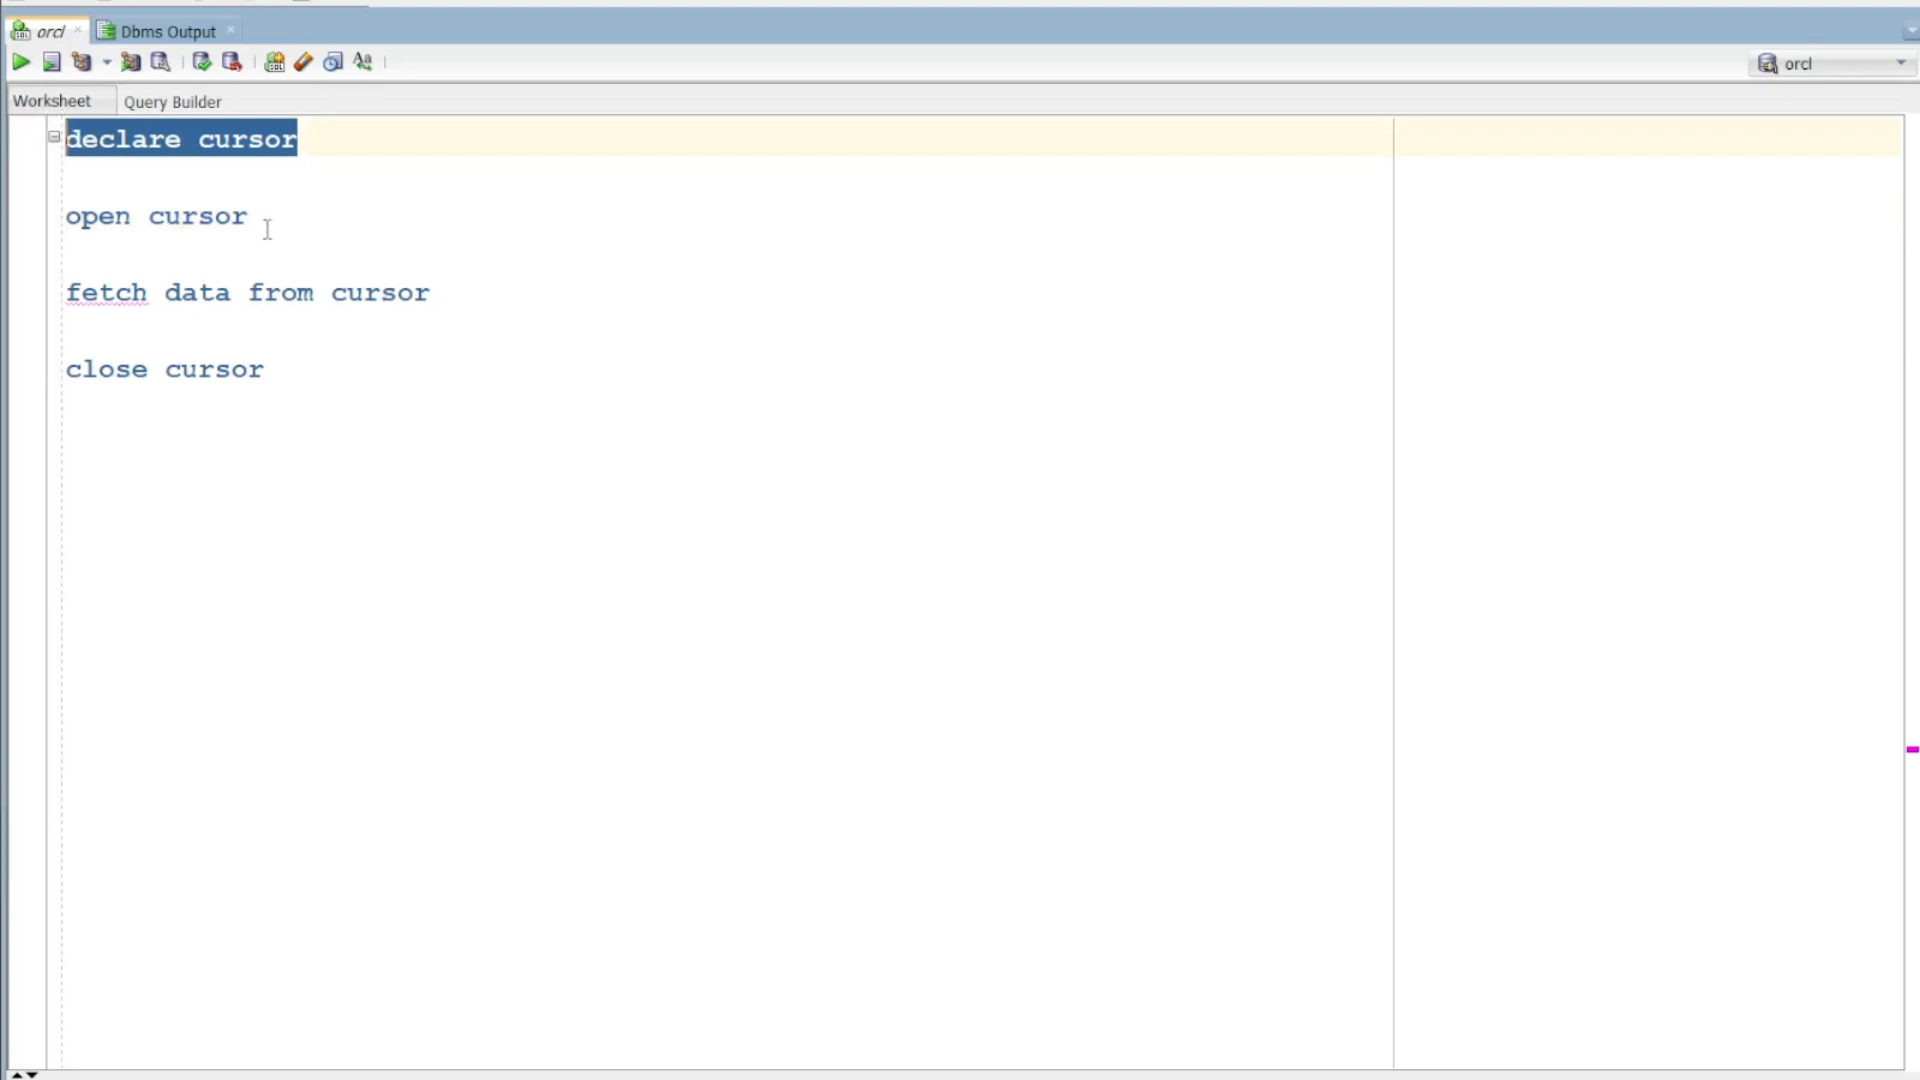 orcl
Dbms Output
orcl
Worksheet
Query Builder
declare cursor
open cursor
fetch data from cursor
close cursor